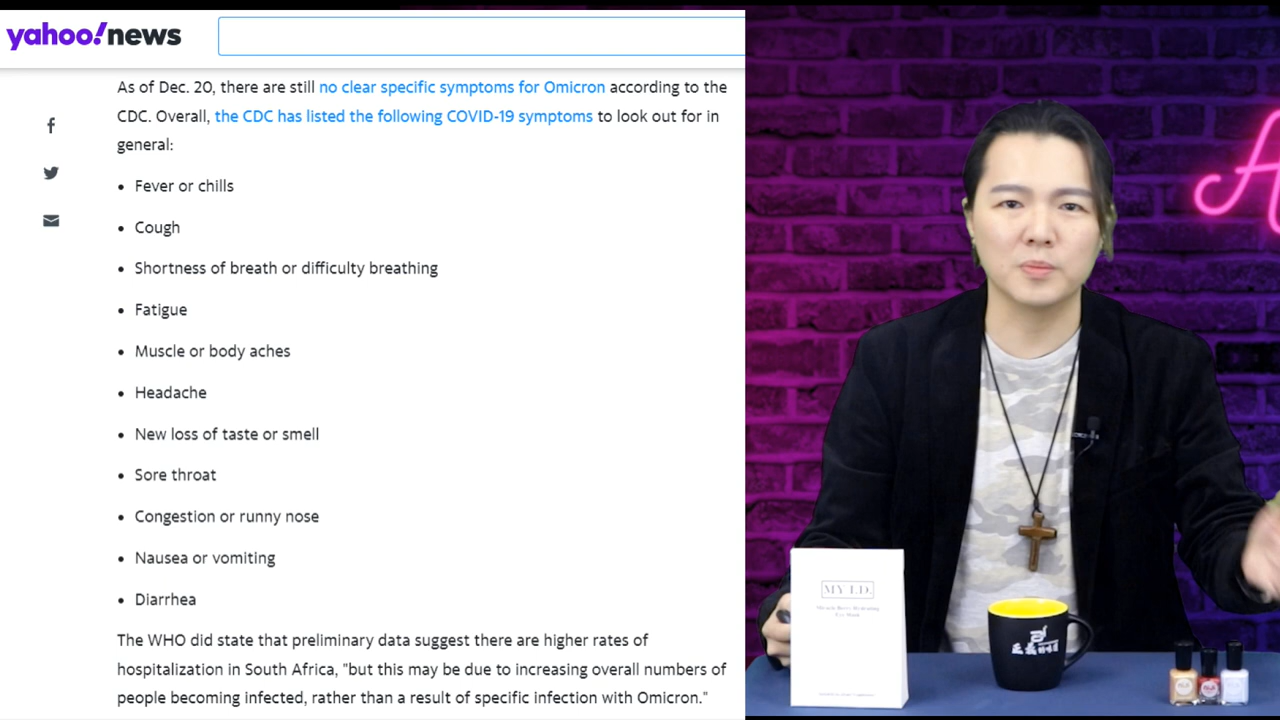 yahoo!news
As of Dec. 20, there are still no clear specific symptoms for Omicron according to the
CDC. Overall, the CDC has listed the following COVID-19 symptoms to look out for in
general:
• Fever or chills
• Cough
• Shortness of breath or difficulty breathing
• Fatigue
• Muscle or body aches
• Headache
• New loss of taste or smell
• Sore throat
• Congestion or runny nose
• Nausea or vomiting
• Diarrhea
The WHO did state that preliminary data suggest there are higher rates of
hospitalization in South Africa, "but this may be due to increasing overall numbers of
people becoming infected, rather than a result of specific infection with Omicron."
MY I.D.